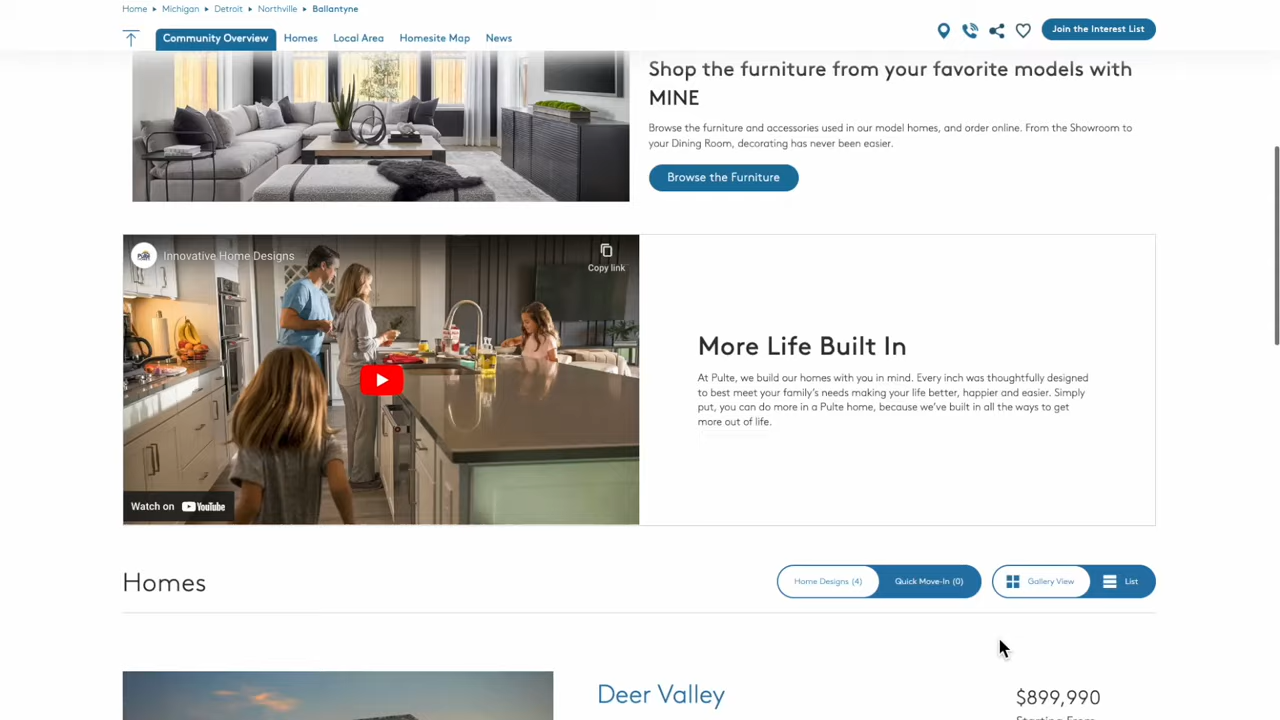 Home ▸ Michigan ▸ Detroit ▸ Northville ▸ Ballantyne
Community Overview Homes Local Area Homesite Map News
Join the Interest List
Shop the furniture from your favorite models with
MINE
Browse the furniture and accessories used in our model homes, and order online. From the Showroom to
your Dining Room, decorating has never been easier.
Browse the Furniture
Innovative Home Designs
Copy link
Watch on YouTube
More Life Built In
At Pulte, we build our homes with you in mind. Every inch was thoughtfully designed
to best meet your family's needs making your life better, happier and easier. Simply
put, you can do more in a Pulte home, because we've built in all the ways to get
more out of life.
Homes
Home Designs (4) Quick Move-In (0) Gallery View List
Deer Valley
$899,990
Starting From